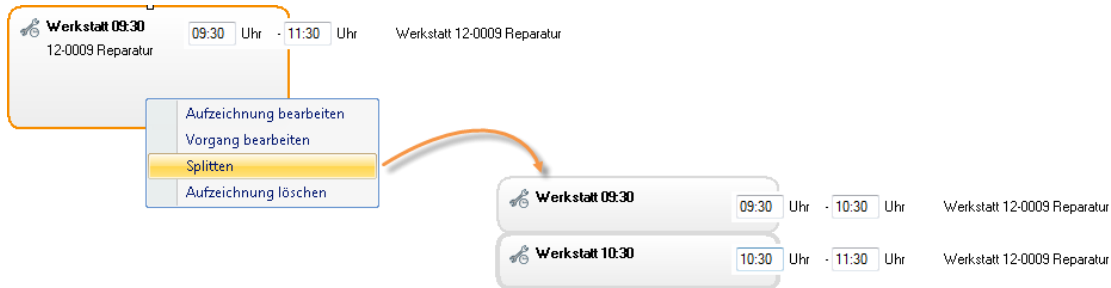 Werkstatt 09:30 09:30 Uhr - 11:30 Uhr Werkstatt 12-0009 Reparatur
12-0009 Reparatur
Aufzeichnung bearbeiten
Vorgang bearbeiten
Splitten
Aufzeichnung löschen
Werkstatt 09:30 09:30 Uhr - 10:30 Uhr Werkstatt 12-0009 Reparatur
Werkstatt 10:30 10:30 Uhr - 11:30 Uhr Werkstatt 12-0009 Reparatur